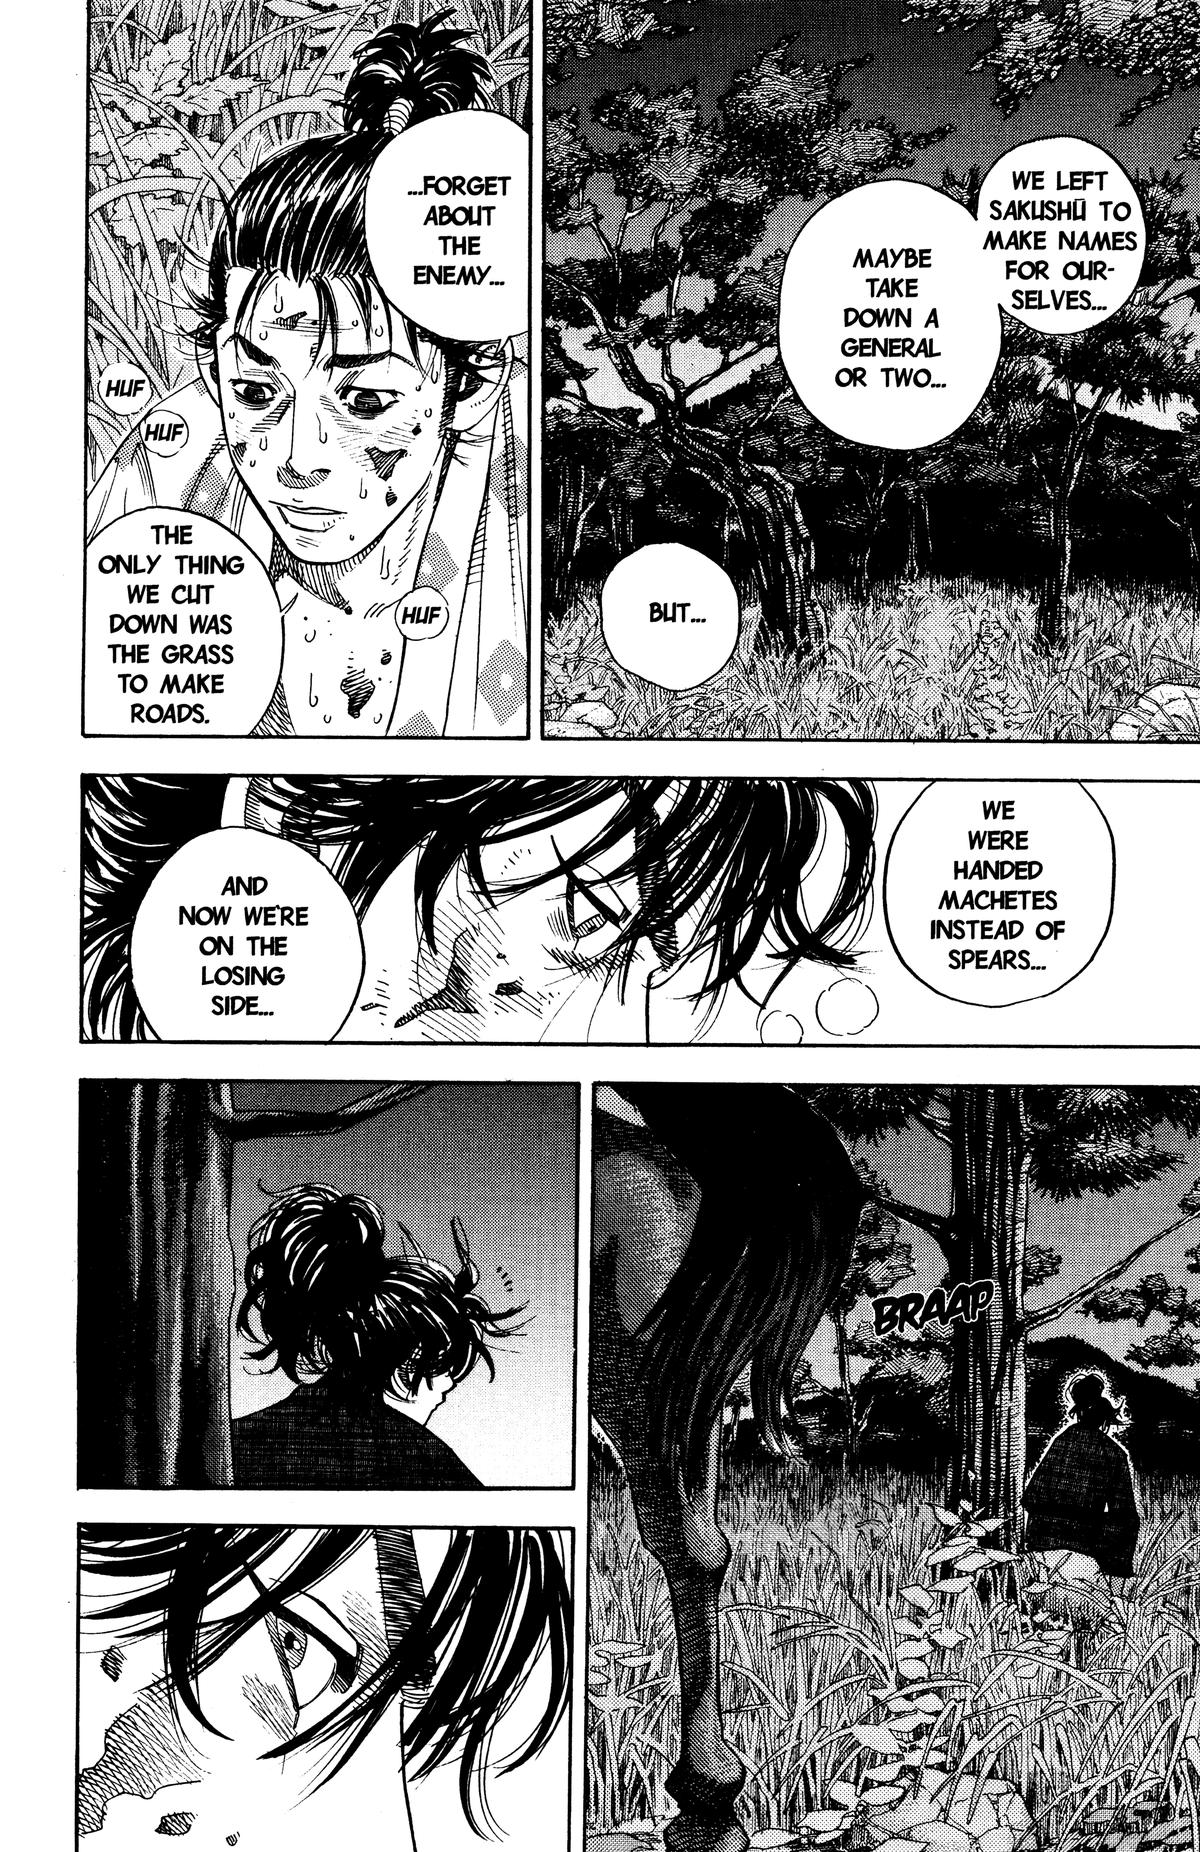 WE LEFT
SAKUSHŪ TO
MAKE NAMES
FOR OUR-
SELVES...
MAYBE
TAKE
DOWN A
GENERAL
OR TWO...
BUT...
...FORGET
ABOUT
THE
ENEMY...
HUF
HUF
HUF
THE
ONLY THING
WE CUT
DOWN WAS
THE GRASS
TO MAKE
ROADS.
WE
WERE
HANDED
MACHETES
INSTEAD OF
SPEARS...
AND
NOW WE'RE
ON THE
LOSING
SIDE...
BRAAP